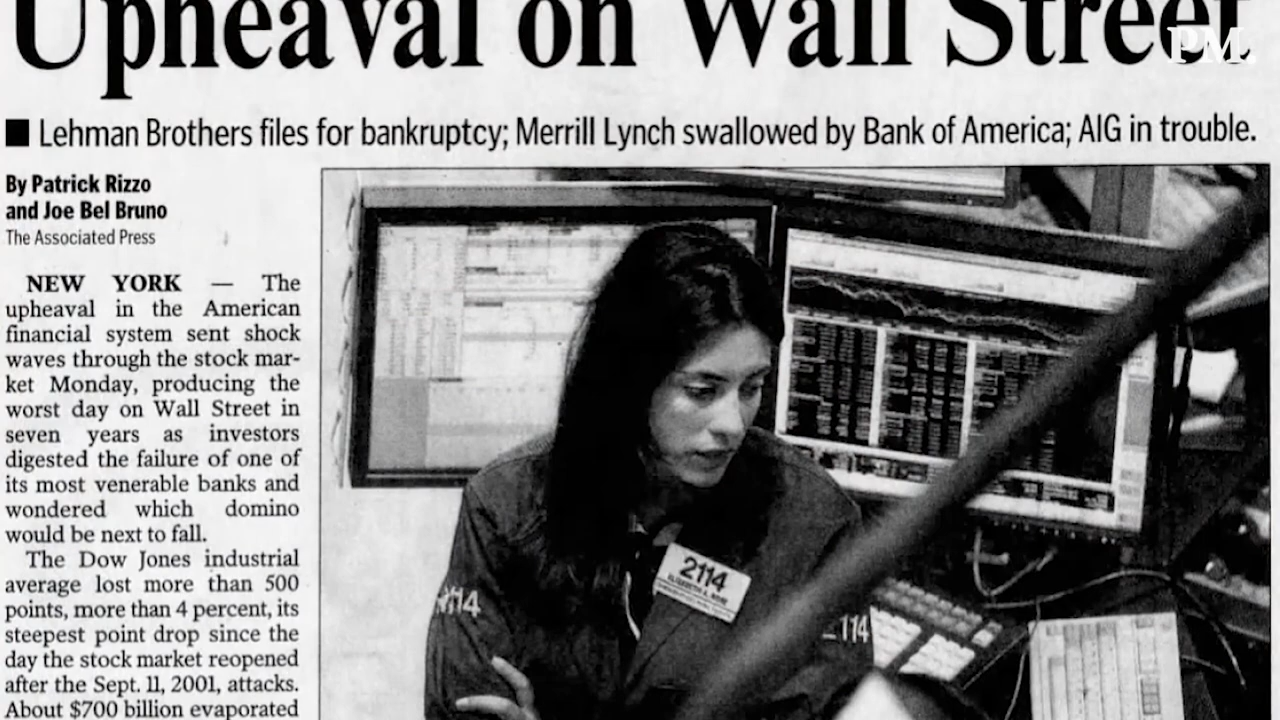 Upheaval on Wall Street
PM.
■ Lehman Brothers files for bankruptcy; Merrill Lynch swallowed by Bank of America; AIG in trouble.
By Patrick Rizzo
and Joe Bel Bruno
The Associated Press
NEW YORK — The
upheaval in the American
financial system sent shock
waves through the stock mar-
ket Monday, producing the
worst day on Wall Street in
seven years as investors
digested the failure of one of
its most venerable banks and
wondered which domino
would be next to fall.
The Dow Jones industrial
average lost more than 500
points, more than 4 percent, its
steepest point drop since the
day the stock market reopened
after the Sept. 11, 2001, attacks.
About $700 billion evaporated
2114
114